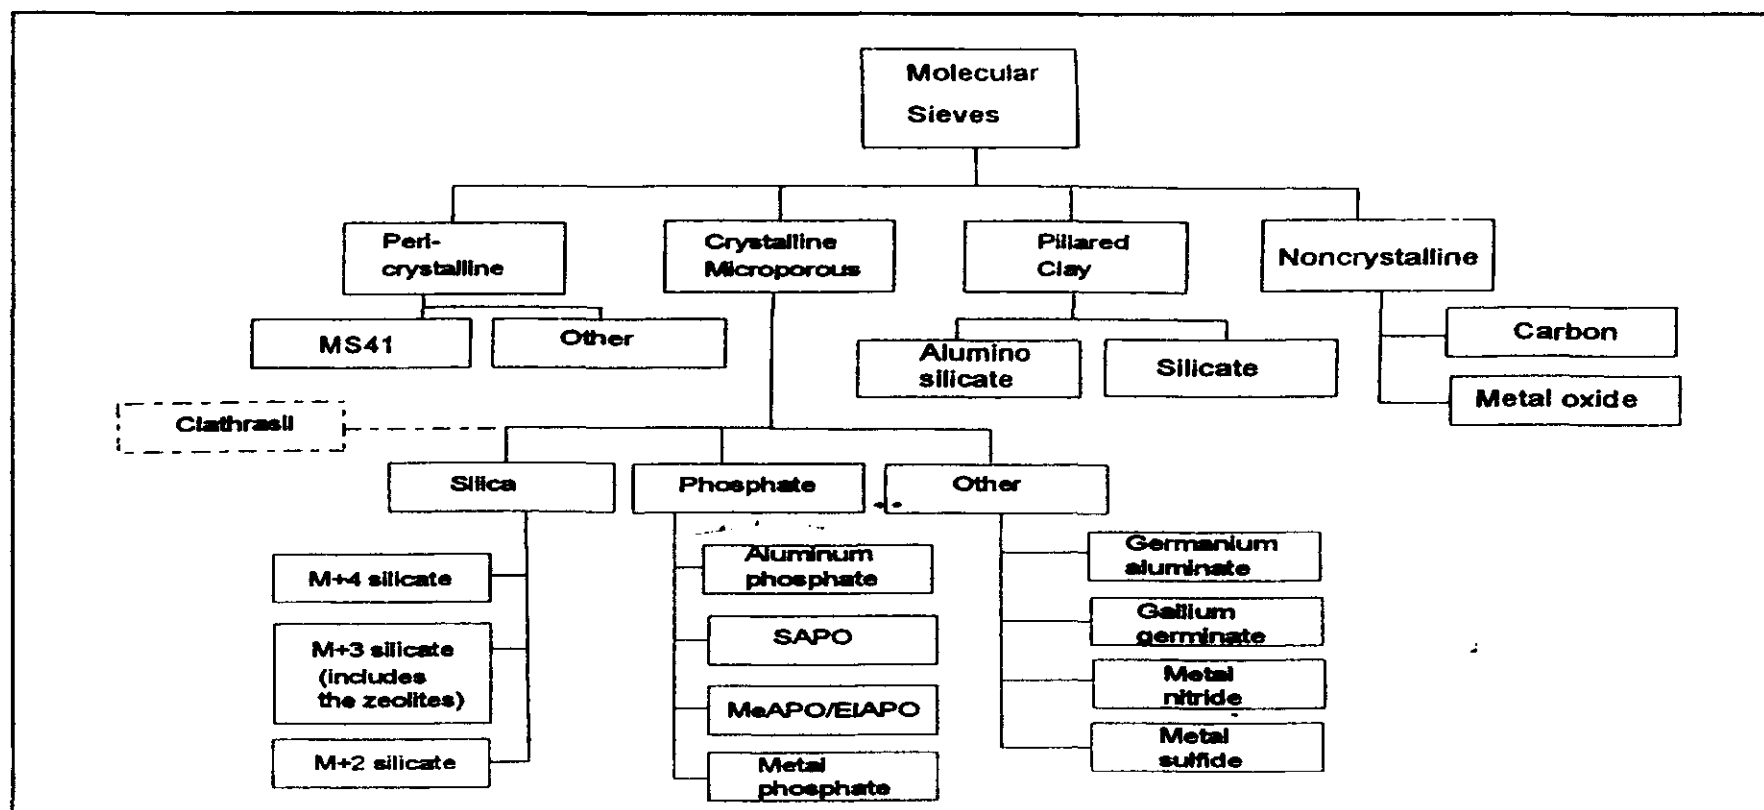 Molecular
Sieves
Peri-
crystalline
Crystalline
Microporous
Pillared
Clay
Noncrystalline
MS41
Other
Alumino
silicate
Silicate
Carbon
Metal oxide
Clathrasil
Silica
Phosphate
Other
M+4 silicate
M+3 silicate
(includes
the zeolites)
M+2 silicate
Aluminum
phosphate
SAPO
MeAPO/ElAPO
Metal
phosphate
Germanium
aluminate
Gallium
germinate
Metal
nitride
Metal
sulfide